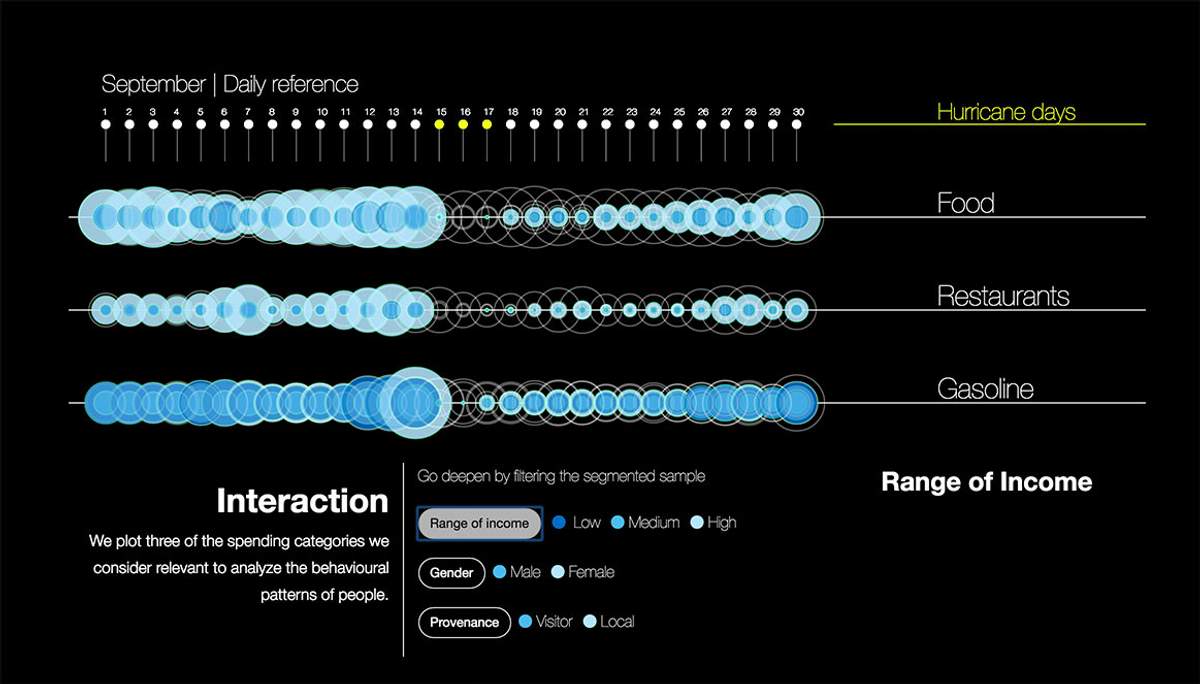 September | Daily reference
1 2 3 4 5 6 7 8 9 10 11 12 13 14 15 16 17 18 19 20 21 22 23 24 25 26 27 28 29 30
Hurricane days
Food
Restaurants
Gasoline
Interaction
We plot three of the spending categories we
consider relevant to analyze the behavioural
patterns of people.
Go deepen by filtering the segmented sample
Range of income Low Medium High
Gender Male Female
Provenance Visitor Local
Range of Income